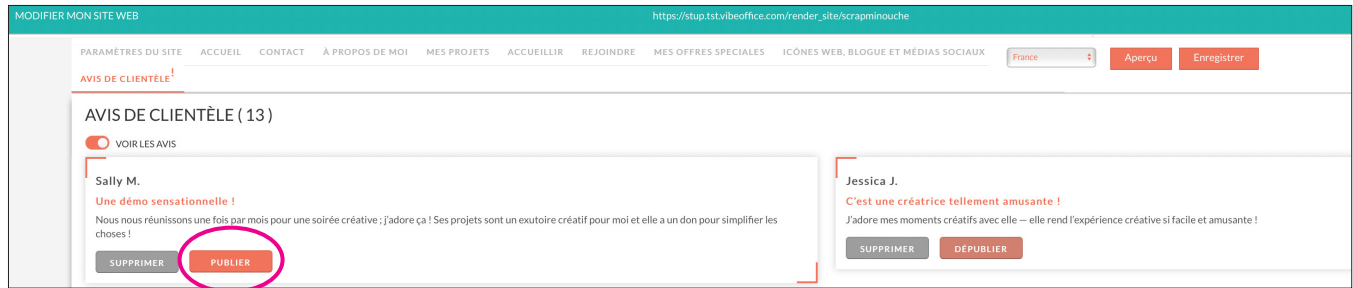 MODIFIER MON SITE WEB
https://stup.tst.vibeoffice.com/render_site/scrapminouche
PARAMÈTRES DU SITE ACCUEIL CONTACT À PROPOS DE MOI MES PROJETS ACCUEILLIR REJOINDRE MES OFFRES SPECIALES ICÔNES WEB, BLOGUE ET MÉDIAS SOCIAUX
France
Aperçu
Enregistrer
AVIS DE CLIENTÈLE!
AVIS DE CLIENTÈLE ( 13 )
VOIR LES AVIS
Sally M.
Une démo sensationnelle !
Nous nous réunissons une fois par mois pour une soirée créative ; j'adore ça ! Ses projets sont un exutoire créatif pour moi et elle a un don pour simplifier les
choses !
SUPPRIMER PUBLIER
Jessica J.
C'est une créatrice tellement amusante !
J'adore mes moments créatifs avec elle — elle rend l'expérience créative si facile et amusante !
SUPPRIMER DÉPUBLIER